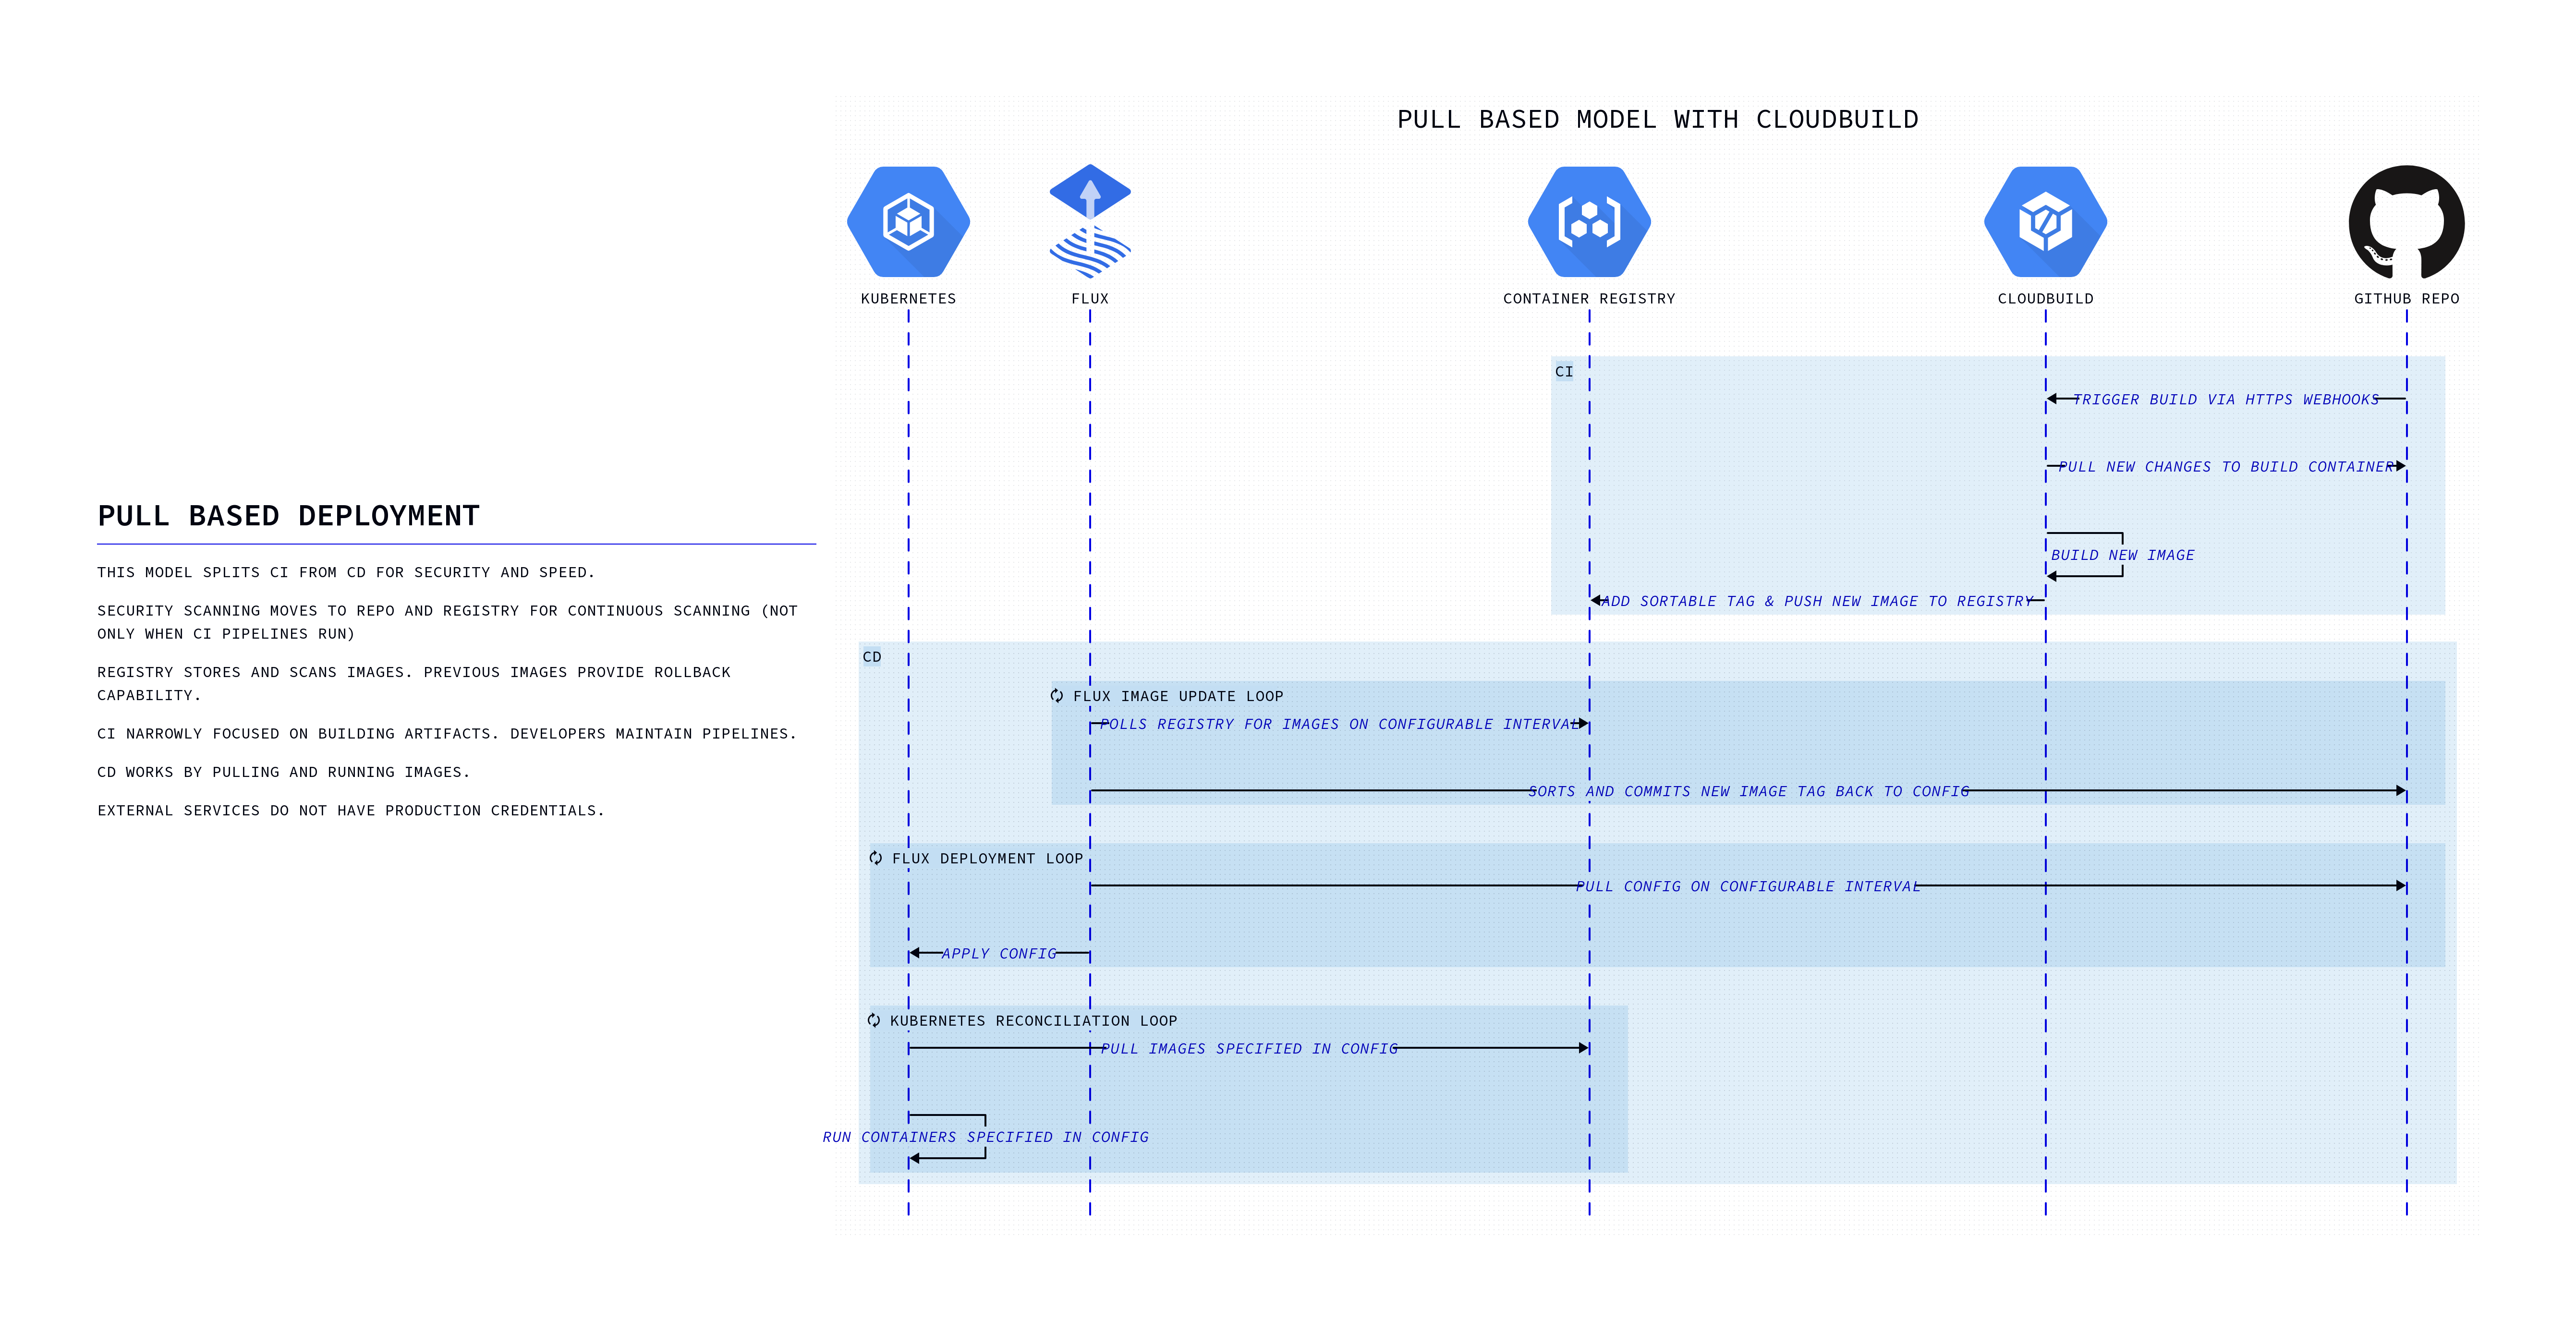 PULL BASED MODEL WITH CLOUDBUILD
KUBERNETES
FLUX
CONTAINER REGISTRY
CLOUDBUILD
GITHUB REPO
PULL BASED DEPLOYMENT
THIS MODEL SPLITS CI FROM CD FOR SECURITY AND SPEED.
SECURITY SCANNING MOVES TO REPO AND REGISTRY FOR CONTINUOUS SCANNING (NOT
ONLY WHEN CI PIPELINES RUN)
REGISTRY STORES AND SCANS IMAGES. PREVIOUS IMAGES PROVIDE ROLLBACK
CAPABILITY.
CI NARROWLY FOCUSED ON BUILDING ARTIFACTS. DEVELOPERS MAINTAIN PIPELINES.
CD WORKS BY PULLING AND RUNNING IMAGES.
EXTERNAL SERVICES DO NOT HAVE PRODUCTION CREDENTIALS.
CI
TRIGGER BUILD VIA HTTPS WEBHOOKS
PULL NEW CHANGES TO BUILD CONTAINER
BUILD NEW IMAGE
ADD SORTABLE TAG & PUSH NEW IMAGE TO REGISTRY
CD
FLUX IMAGE UPDATE LOOP
POLLS REGISTRY FOR IMAGES ON CONFIGURABLE INTERVAL
SORTS AND COMMITS NEW IMAGE TAG BACK TO CONFIG
FLUX DEPLOYMENT LOOP
PULL CONFIG ON CONFIGURABLE INTERVAL
APPLY CONFIG
KUBERNETES RECONCILIATION LOOP
PULL IMAGES SPECIFIED IN CONFIG
RUN CONTAINERS SPECIFIED IN CONFIG